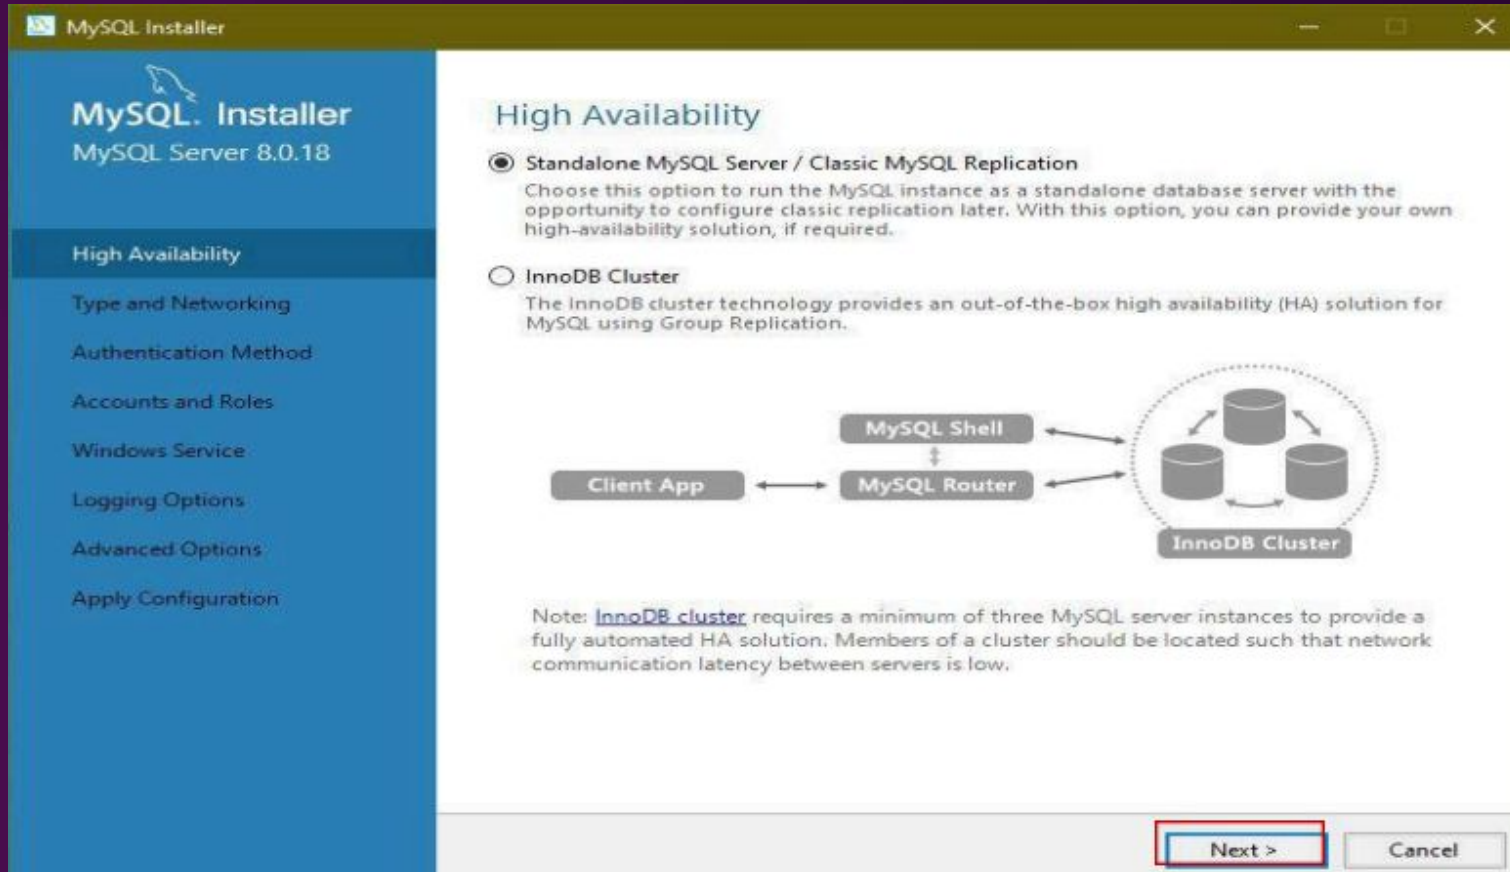 MySQL Installer
MySQL. Installer
MySQL Server 8.0.18
High Availability
Type and Networking
Authentication Method
Accounts and Roles
Windows Service
Logging Options
Advanced Options
Apply Configuration
High Availability
Standalone MySQL Server / Classic MySQL Replication
Choose this option to run the MySQL instance as a standalone database server with the
opportunity to configure classic replication later. With this option, you can provide your own
high-availability solution, if required.
InnoDB Cluster
The InnoDB cluster technology provides an out-of-the-box high availability (HA) solution for
MySQL using Group Replication.
MySQL Shell
Client App
MySQL Router
InnoDB Cluster
Note: InnoDB cluster requires a minimum of three MySQL server instances to provide a
fully automated HA solution. Members of a cluster should be located such that network
communication latency between servers is low.
Next >
Cancel